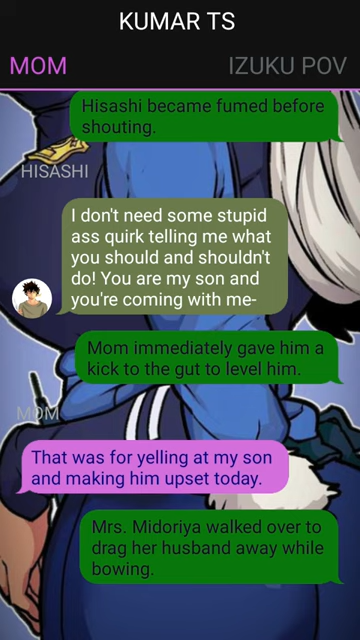 KUMAR TS
MOM
IZUKU POV
Hisashi became fumed before
shouting.
HISASHI
I don't need some stupid
ass quirk telling me what
you should and shouldn't
do! You are my son and
you're coming with me-
Mom immediately gave him a
kick to the gut to level him.
MOM
That was for yelling at my son
and making him upset today.
Mrs. Midoriya walked over to
drag her husband away while
bowing.